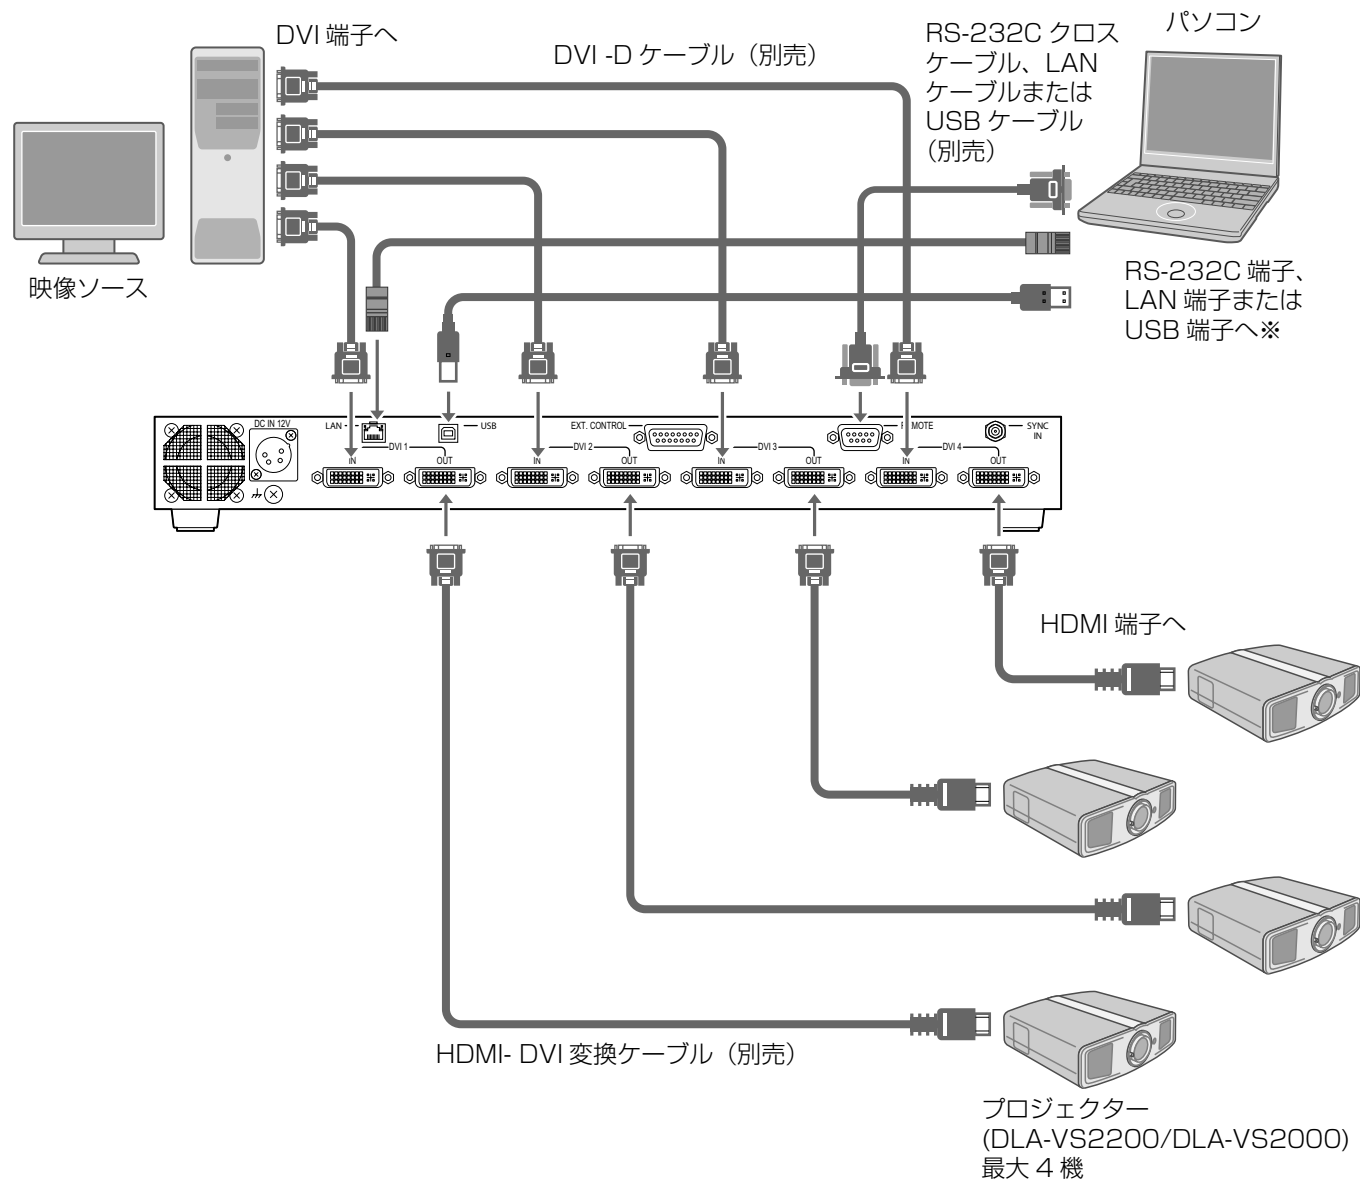 DVI 端子へ
DVI -D ケーブル（別売）
RS-232C クロス
ケーブル、LAN
ケーブルまたは
USB ケーブル
（別売）
パソコン
映像ソース
RS-232C 端子、
LAN 端子または
USB 端子へ※
DC IN 12V
LAN
USB
EXT. CONTROL
REMOTE
SYNC
IN
DVI 1
DVI 2
DVI 3
DVI 4
IN
OUT
IN
OUT
IN
OUT
IN
OUT
HDMI 端子へ
HDMI- DVI 変換ケーブル（別売）
プロジェクター
(DLA-VS2200/DLA-VS2000)
最大 4 機